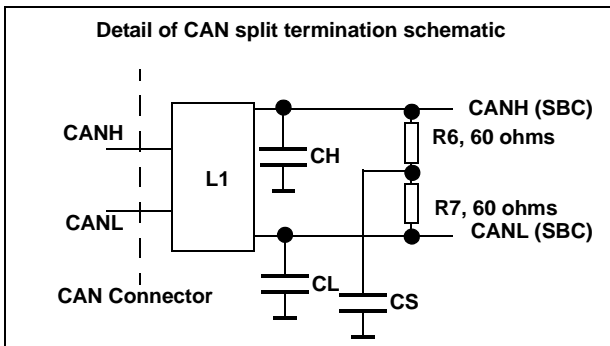 Detail of CAN split termination schematic
CANH
CANH (SBC)
R6, 60 ohms
CH
L1
CANL
R7, 60 ohms
CANL (SBC)
CAN Connector
CL
CS